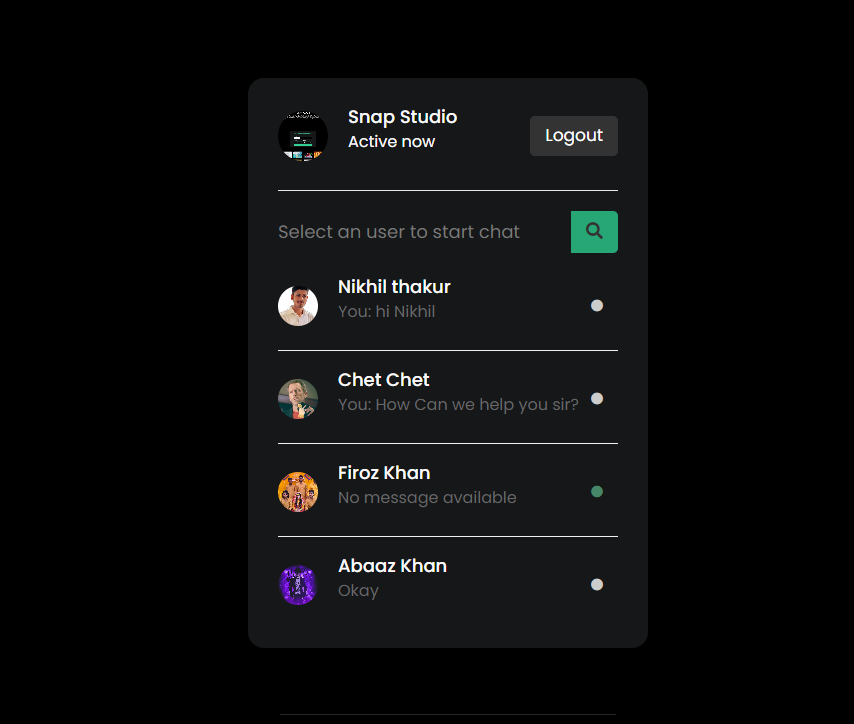 Snap Studio
Active now
Logout
Select an user to start chat
Nikhil thakur
You: hi Nikhil
Chet Chet
You: How Can we help you sir?
Firoz Khan
No message available
Abaaz Khan
Okay